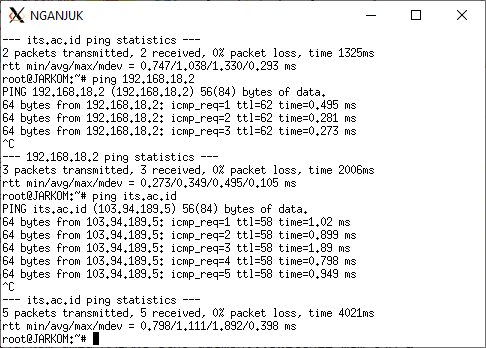 NGANJUK
--- its.ac.id ping statistics ---
2 packets transmitted, 2 received, 0% packet loss, time 1325ms
rtt min/avg/max/mdev = 0.747/1.038/1.330/0.293 ms
root@JARKOM:~# ping 192.168.18.2
PING 192.168.18.2 (192.168.18.2) 56(84) bytes of data.
64 bytes from 192.168.18.2: icmp_req=1 ttl=62 time=0.495 ms
64 bytes from 192.168.18.2: icmp_req=2 ttl=62 time=0.281 ms
64 bytes from 192.168.18.2: icmp_req=3 ttl=62 time=0.273 ms
^C
--- 192.168.18.2 ping statistics ---
3 packets transmitted, 3 received, 0% packet loss, time 2006ms
rtt min/avg/max/mdev = 0.273/0.349/0.495/0.105 ms
root@JARKOM:~# ping its.ac.id
PING its.ac.id (103.94.189.5) 56(84) bytes of data.
64 bytes from 103.94.189.5: icmp_req=1 ttl=58 time=1.02 ms
64 bytes from 103.94.189.5: icmp_req=2 ttl=58 time=0.899 ms
64 bytes from 103.94.189.5: icmp_req=3 ttl=58 time=1.89 ms
64 bytes from 103.94.189.5: icmp_req=4 ttl=58 time=0.798 ms
64 bytes from 103.94.189.5: icmp_req=5 ttl=58 time=0.949 ms
^C
--- its.ac.id ping statistics ---
5 packets transmitted, 5 received, 0% packet loss, time 4021ms
rtt min/avg/max/mdev = 0.798/1.111/1.892/0.398 ms
root@JARKOM:~#